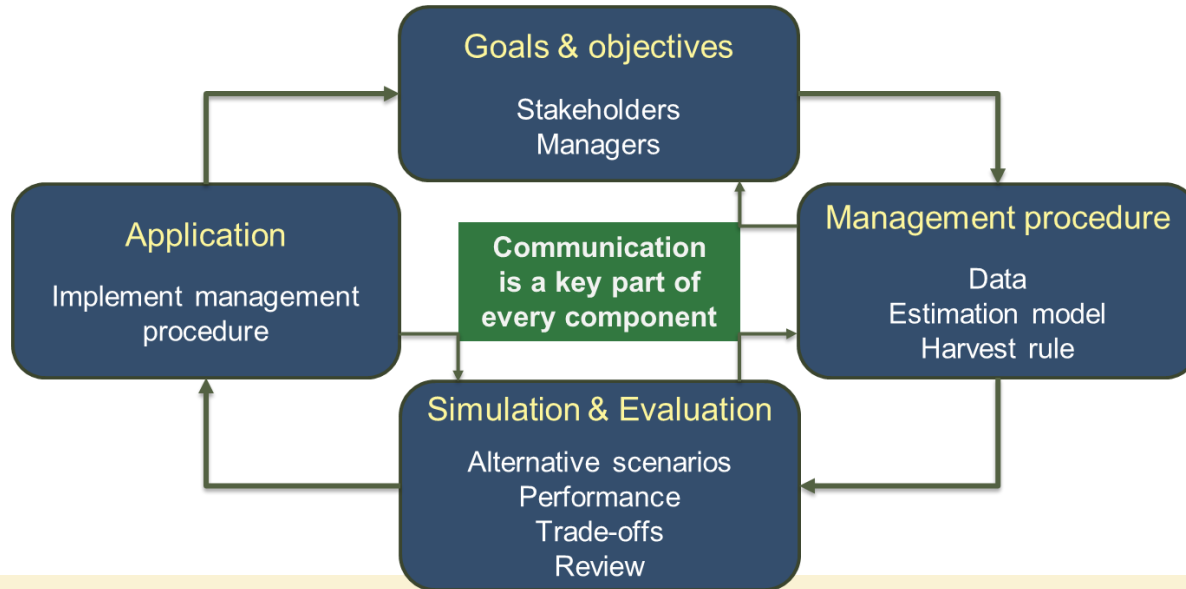 Goals & objectives
Stakeholders
Managers
Application
Implement management
procedure
Communication
is a key part of
every component
Management procedure
Data
Estimation model
Harvest rule
Simulation & Evaluation
Alternative scenarios
Performance
Trade-offs
Review